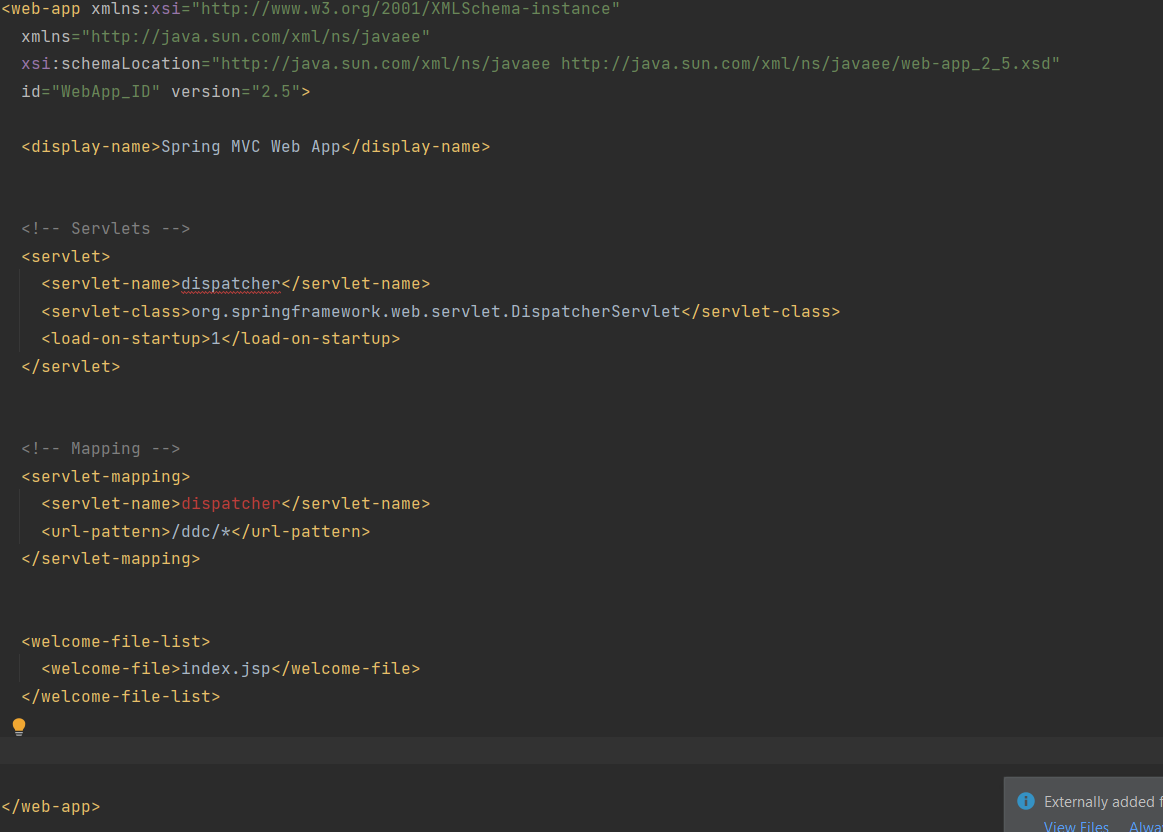 <web-app xmlns:xsi="http://www.w3.org/2001/XMLSchema-instance"
xmlns="http://java.sun.com/xml/ns/javaee"
xsi:schemaLocation="http://java.sun.com/xml/ns/javaee http://java.sun.com/xml/ns/javaee/web-app_2_5.xsd"
id="WebApp_ID" version="2.5">
<display-name>Spring MVC Web App</display-name>
<!-- Servlets -->
<servlet>
<servlet-name>dispatcher</servlet-name>
<servlet-class>org.springframework.web.servlet.DispatcherServlet</servlet-class>
<load-on-startup>1</load-on-startup>
</servlet>
<!-- Mapping -->
<servlet-mapping>
<servlet-name>dispatcher</servlet-name>
<url-pattern>/ddc/*</url-pattern>
</servlet-mapping>
<welcome-file-list>
<welcome-file>index.jsp</welcome-file>
</welcome-file-list>
</web-app>
Externally added
View Files